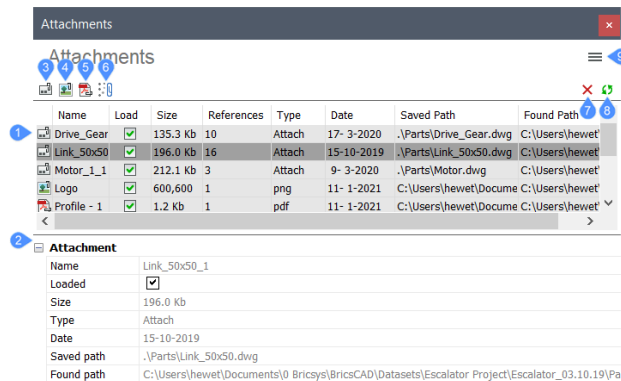 Attachments
Attachments
9
3 4 5 6
7 8
Name Load Size References Type Date Saved Path Found Path
1 Drive_Gear 135.3 Kb 10 Attach 17- 3-2020 .\Parts\Drive_Gear.dwg C:\Users\hewet\
Link_50x50 196.0 Kb 16 Attach 15-10-2019 .\Parts\Link_50x50.dwg C:\Users\hewet\
Motor_1_1 212.1 Kb 3 Attach 9- 3-2020 .\Parts\Motor.dwg C:\Users\hewet\
Logo 600,600 1 png 11- 1-2021 C:\Users\hewet\Docume C:\Users\hewet\
Profile - 1 1.2 Kb 1 pdf 11- 1-2021 C:\Users\hewet\Docume C:\Users\hewet\
2 Attachment
Name Link_50x50_1
Loaded
Size 196.0 Kb
Type Attach
Date 15-10-2019
Saved path .\Parts\Link_50x50.dwg
Found path C:\Users\hewet\Documents\0 Bricsys\BricsCAD\Datasets\Escalator Project\Escalator_03.10.19\Pa